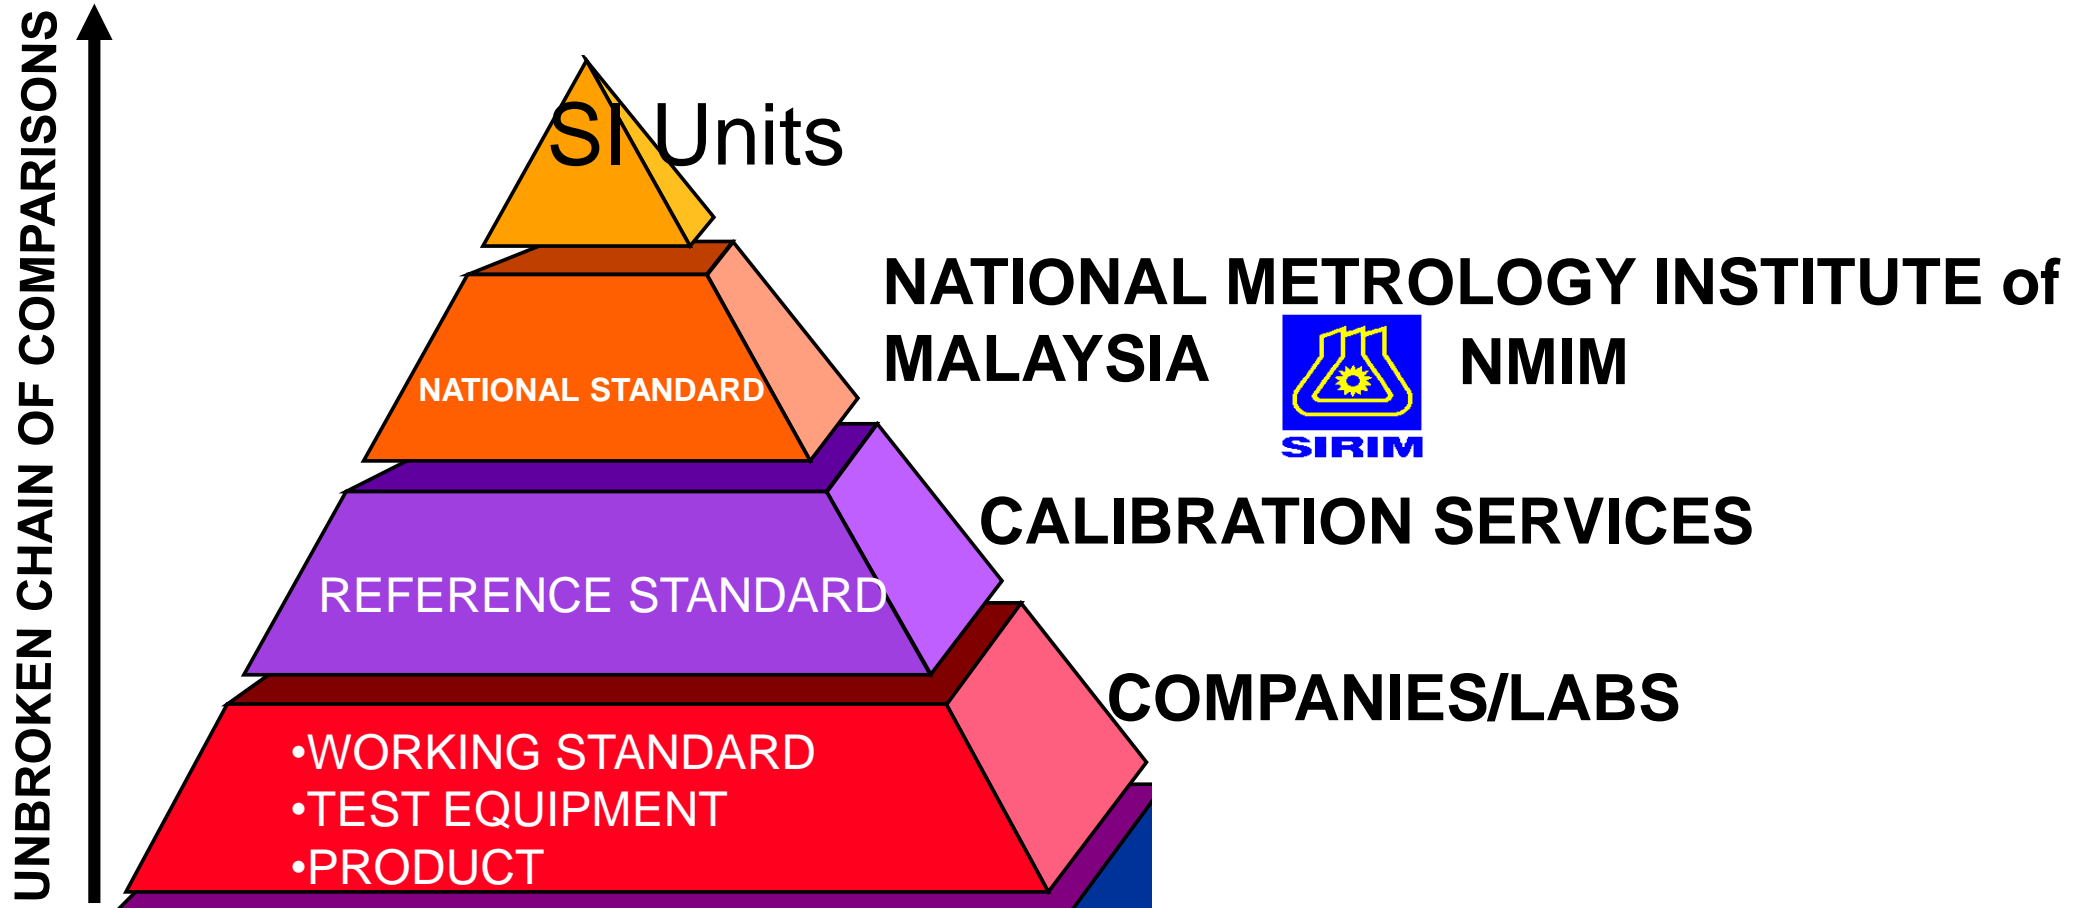 UNBROKEN CHAIN OF COMPARISONS
SI Units
NATIONAL METROLOGY INSTITUTE of
MALAYSIA NMIM
SIRIM
NATIONAL STANDARD
CALIBRATION SERVICES
REFERENCE STANDARD
COMPANIES/LABS
•WORKING STANDARD
•TEST EQUIPMENT
•PRODUCT